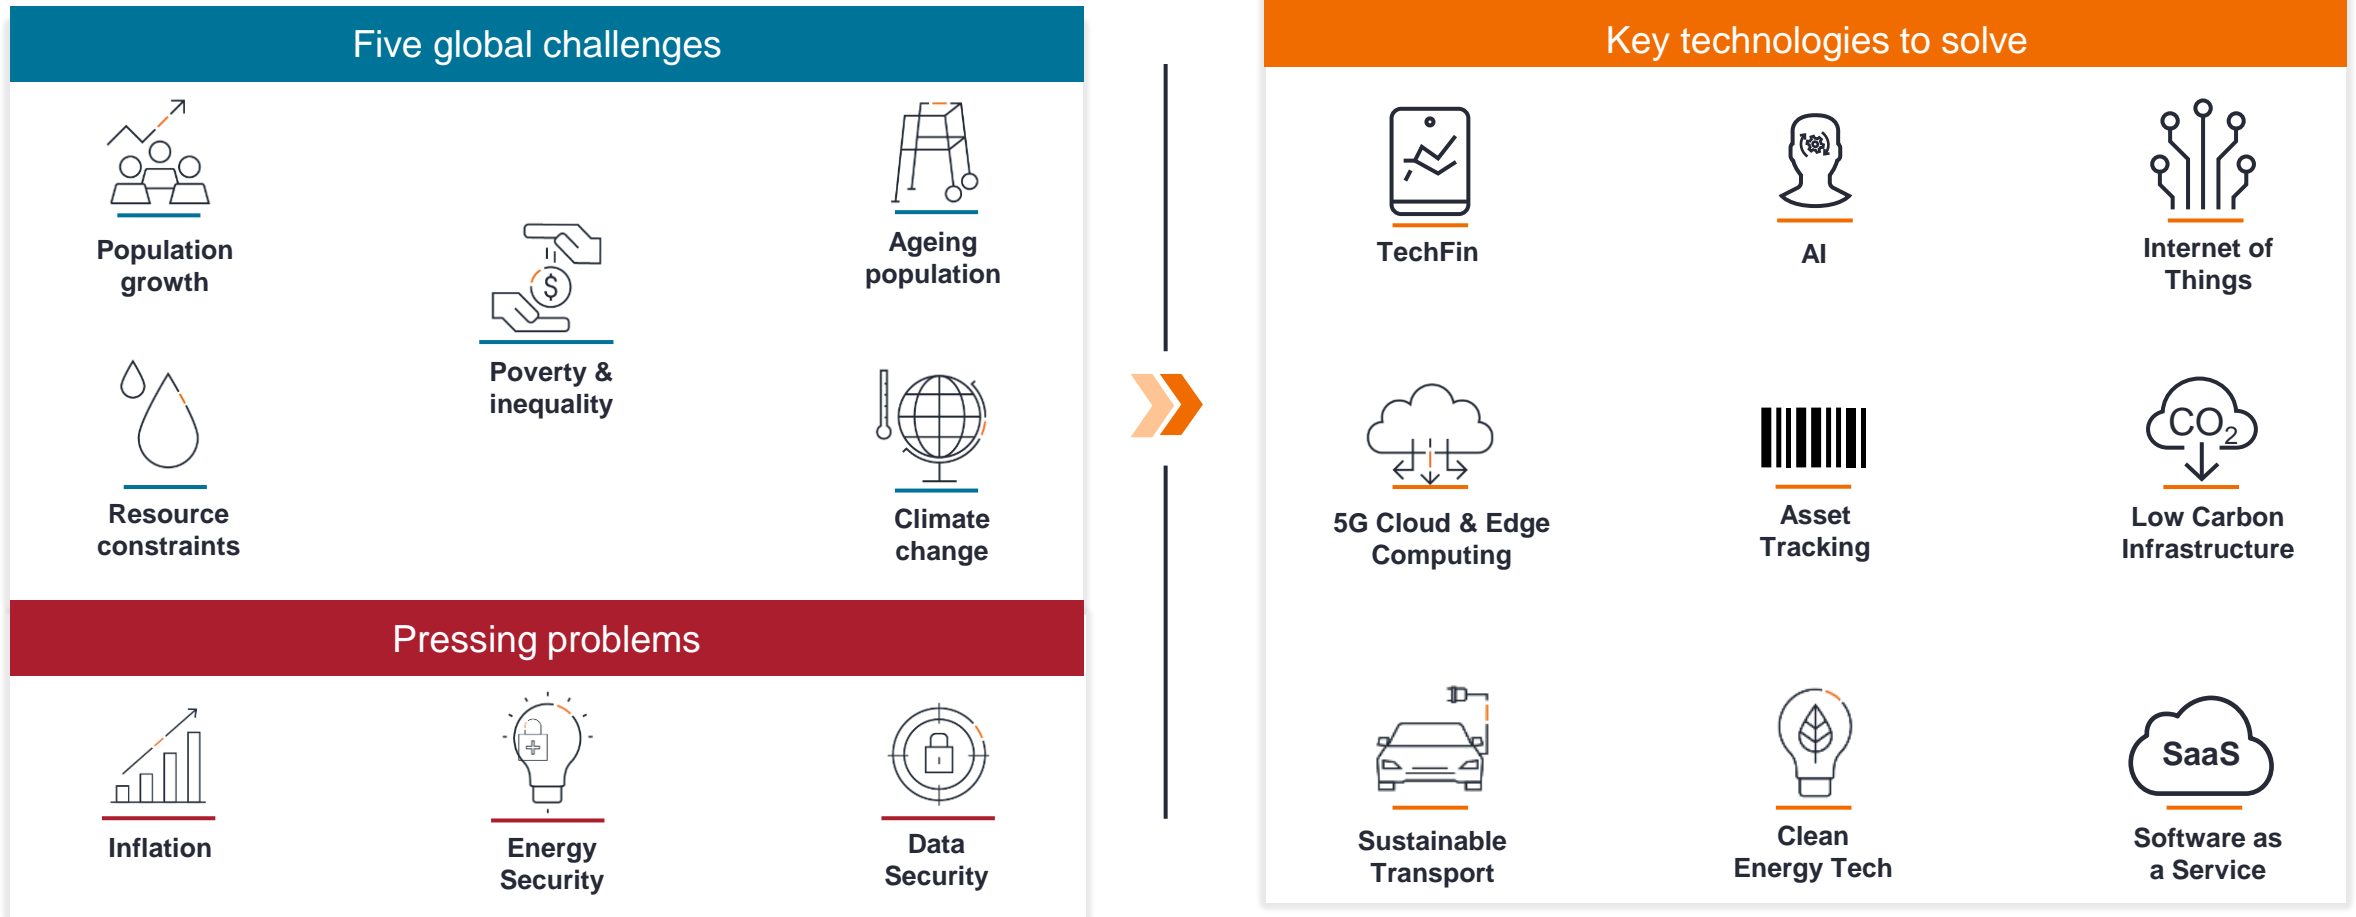 Five global challenges
Population
growth
Poverty &
inequality
$
Ageing
population
Resource
constraints
Climate
change
Pressing problems
Inflation
Energy
Security
Data
Security
Key technologies to solve
TechFin
AI
Internet of
Things
5G Cloud & Edge
Computing
Asset
Tracking
CO₂
Low Carbon
Infrastructure
Sustainable
Transport
Clean
Energy Tech
SaaS
Software as
a Service